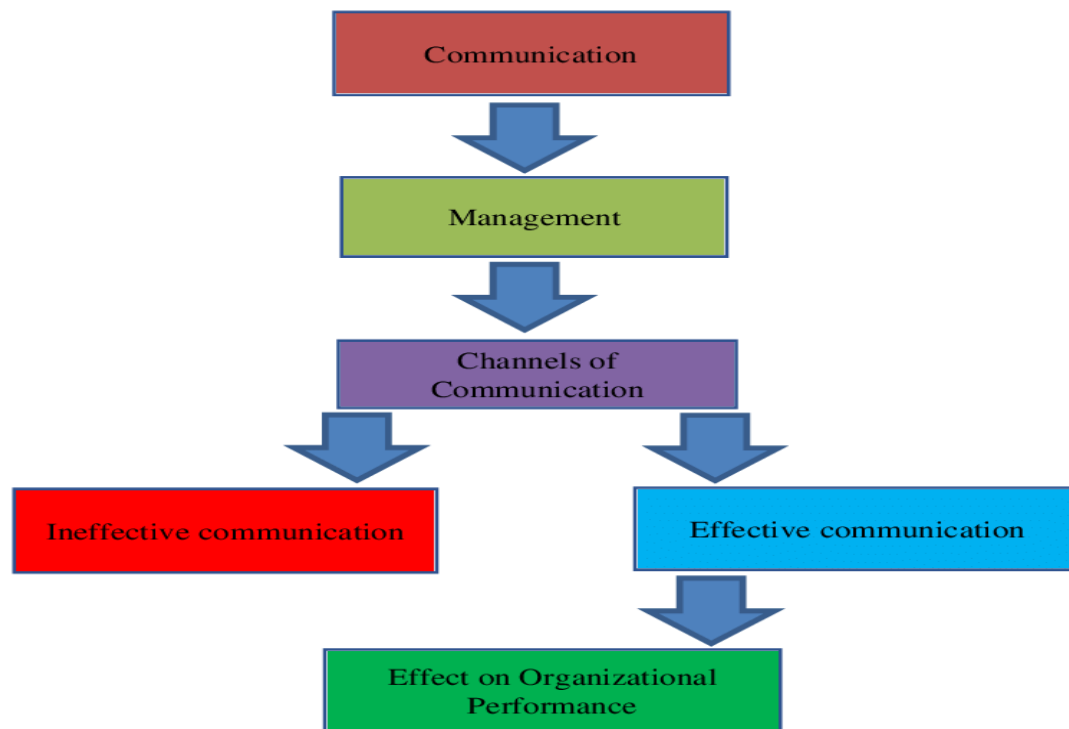 Communication
Management
Channels of
Communication
Ineffective communication
Effective communication
Effect on Organizational
Performance